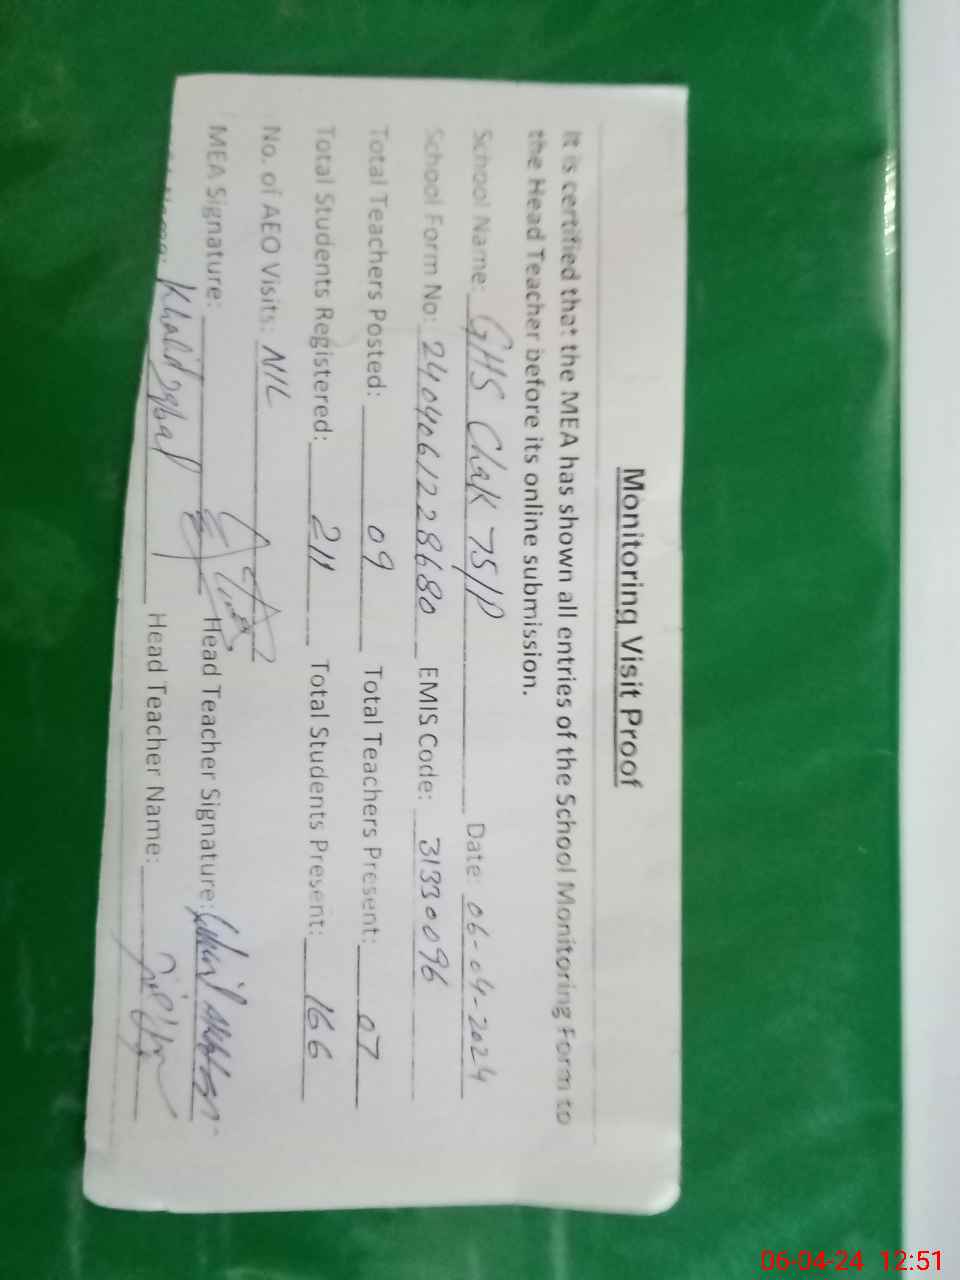 Monitoring Visit Proof
It is certified that the MEA has shown all entries of the School Monitoring Form to
the Head Teacher before its online submission.
School Name: GHS Chak 75/P Date: 06-04-2024
School Form No: 2404061228680 EMIS Code: 31330096
Total Teachers Posted: 09 Total Teachers Present: 07
Total Students Registered: 211 Total Students Present: 166
No. of AEO Visits: NIL
MEA Signature: Head Teacher Signature:
Name: Khalid Iqbal Head Teacher Name:
06-04-24 12:51